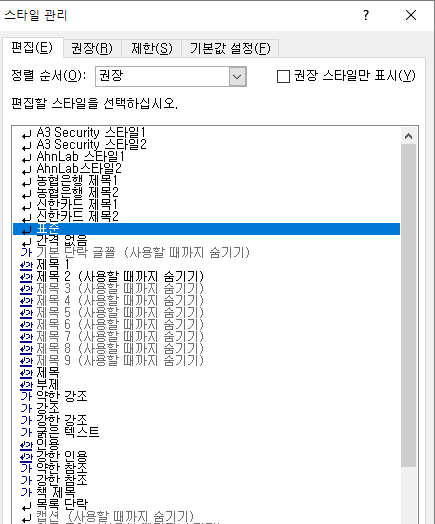 스타일 관리
편집(E) 권장(R) 제한(S) 기본값 설정(F)
정렬 순서(O): 권장 권장 스타일만 표시(Y)
편집할 스타일을 선택하십시오.
A3 Security 스타일1
A3 Security 스타일2
AhnLab 스타일1
AhnLab스타일2
농협은행 제목1
농협은행 제목2
신한카드 제목1
신한카드 제목2
표준
간격 없음
가 기본 단락 글꼴 (사용할 때까지 숨기기)
제목 1
제목 2 (사용할 때까지 숨기기)
제목 3 (사용할 때까지 숨기기)
제목 4 (사용할 때까지 숨기기)
제목 5 (사용할 때까지 숨기기)
제목 6 (사용할 때까지 숨기기)
제목 7 (사용할 때까지 숨기기)
제목 8 (사용할 때까지 숨기기)
제목 9 (사용할 때까지 숨기기)
제목
부제
가 약한 강조
가 강조
가 강한 강조
가 굵은 텍스트
인용
강한 인용
가 약한 참조
가 강한 참조
가 책 제목
목록 단락
캡션 (사용할 때까지 숨기기)